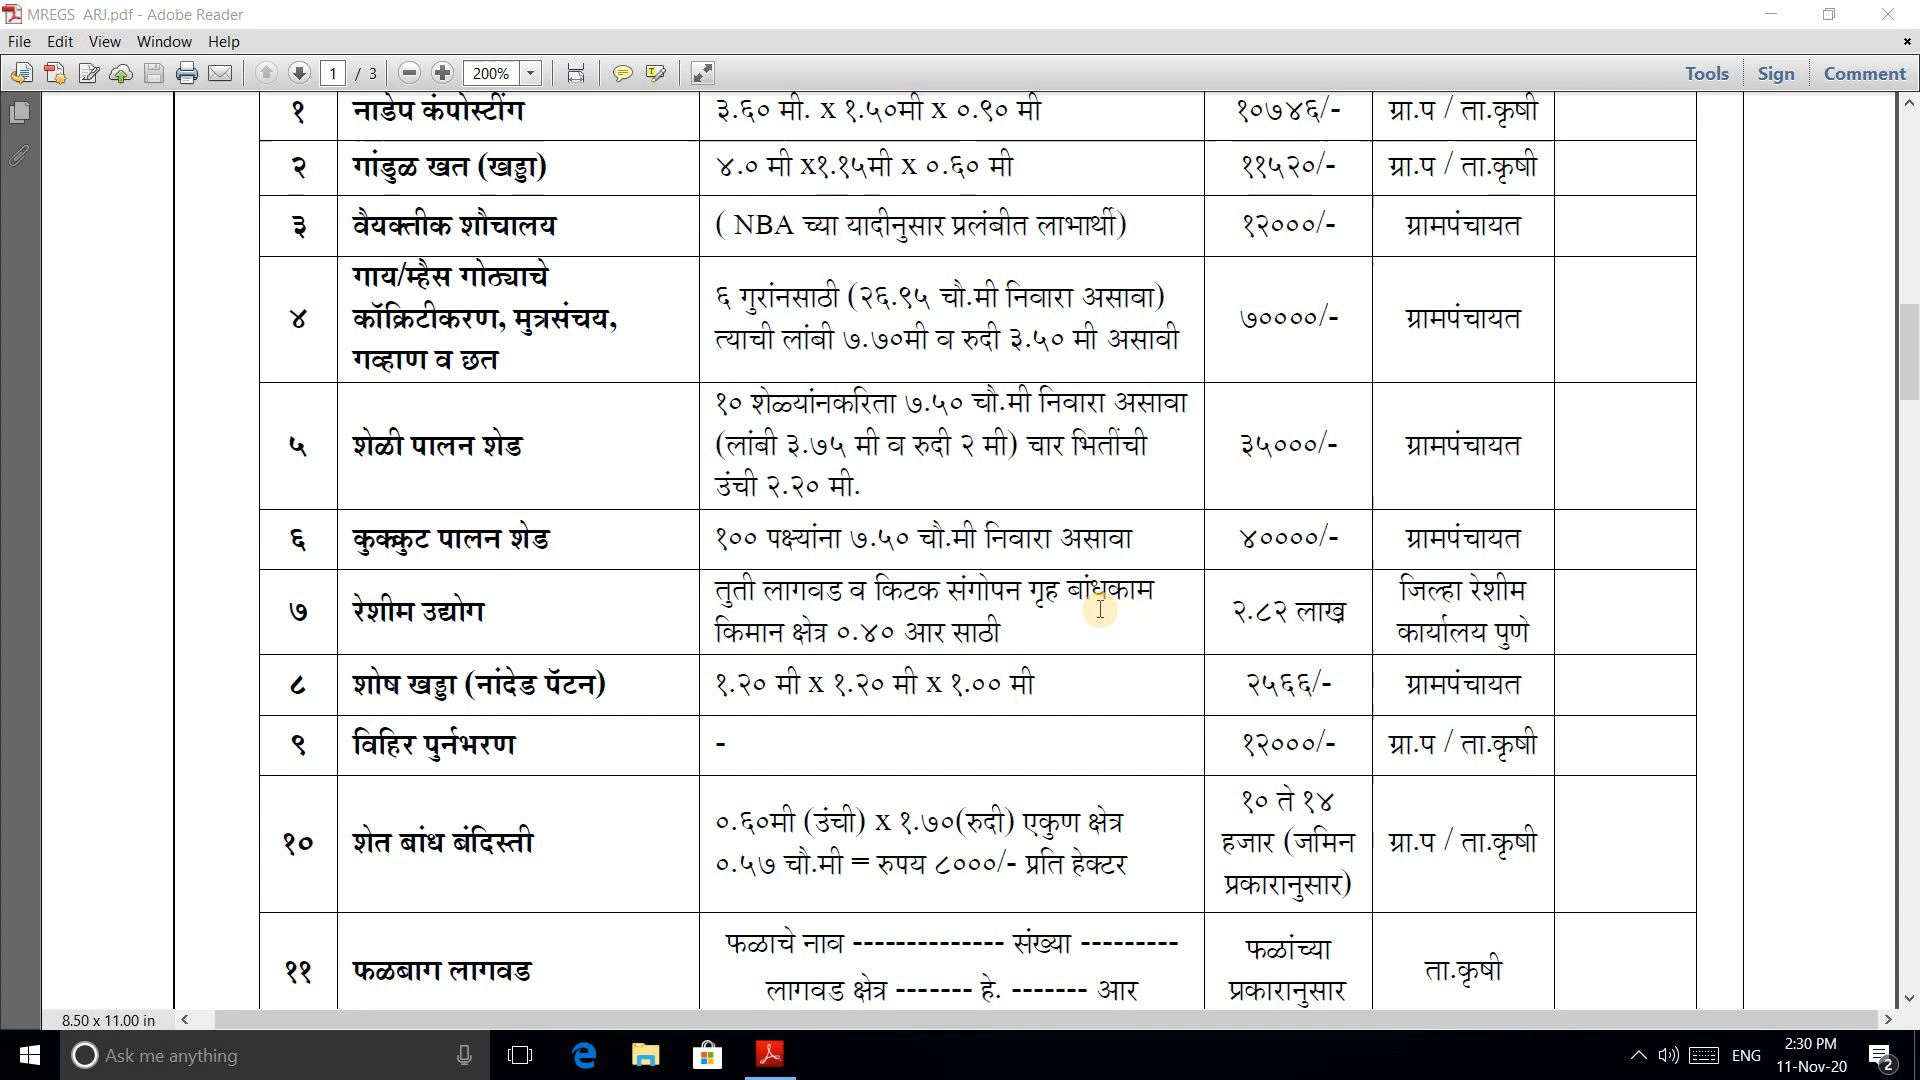 MREGS ARJ.pdf - Adobe Reader
File Edit View Window Help
1 / 3 200% Tools Sign Comment
१ नाडेप कंपोस्टींग ३.६० मी. x १.५०मी x ०.९० मी १०७४६/- ग्रा.प / ता.कृषी
२ गांडुळ खत (खड्डा) ४.० मी x१.१५मी x ०.६० मी ११५२०/- ग्रा.प / ता.कृषी
३ वैयक्तीक शौचालय ( NBA च्या यादीनुसार प्रलंबीत लाभार्थी) १२०००/- ग्रामपंचायत
गाय/म्हैस गोठ्याचे
४ कॉक्रिटीकरण, मुत्रसंचय, ६ गुरांनसाठी (२६.९५ चौ.मी निवारा असावा) ७००००/- ग्रामपंचायत
गव्हाण व छत त्याची लांबी ७.७०मी व रुदी ३.५० मी असावी
१० शेळ्यांनकरिता ७.५० चौ.मी निवारा असावा
५ शेळी पालन शेड (लांबी ३.७५ मी व रुदी २ मी) चार भितींची ३५०००/- ग्रामपंचायत
उंची २.२० मी.
६ कुक्कुट पालन शेड १०० पक्ष्यांना ७.५० चौ.मी निवारा असावा ४००००/- ग्रामपंचायत
तुती लागवड व किटक संगोपन गृह बांधकाम जिल्हा रेशीम
७ रेशीम उद्योग किमान क्षेत्र ०.४० आर साठी २.८२ लाख कार्यालय पुणे
८ शोष खड्डा (नांदेड पॅटन) १.२० मी x १.२० मी x १.०० मी २५६६/- ग्रामपंचायत
९ विहिर पुर्नभरण - १२०००/- ग्रा.प / ता.कृषी
०.६०मी (उंची) x १.७०(रुदी) एकुण क्षेत्र १० ते १४
१० शेत बांध बंदिस्ती ०.५७ चौ.मी = रुपय ८०००/- प्रति हेक्टर हजार (जमिन ग्रा.प / ता.कृषी
प्रकारानुसार)
फळाचे नाव -------------- संख्या --------- फळांच्या
११ फळबाग लागवड लागवड क्षेत्र ------- हे. ------- आर प्रकारानुसार ता.कृषी
8.50 x 11.00 in
Ask me anything ENG 2:30 PM
11-Nov-20 2